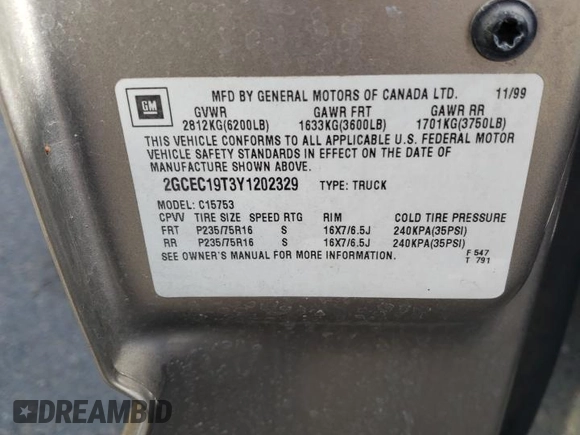 GM
MFD BY GENERAL MOTORS OF CANADA LTD. 11/99
GVWR GAWR FRT GAWR RR
2812KG(6200LB) 1633KG(3600LB) 1701KG(3750LB)
THIS VEHICLE CONFORMS TO ALL APPLICABLE U.S. FEDERAL MOTOR
VEHICLE SAFETY STANDARDS IN EFFECT ON THE DATE OF
MANUFACTURE SHOWN ABOVE.
2GCEC19T3Y1202329 TYPE: TRUCK
MODEL: C15753
CPVV TIRE SIZE SPEED RTG RIM COLD TIRE PRESSURE
FRT P235/75R16 S 16X7/6.5J 240KPA(35PSI)
RR P235/75R16 S 16X7/6.5J 240KPA(35PSI)
SEE OWNER'S MANUAL FOR MORE INFORMATION. F 547
T 791
DREAMBID